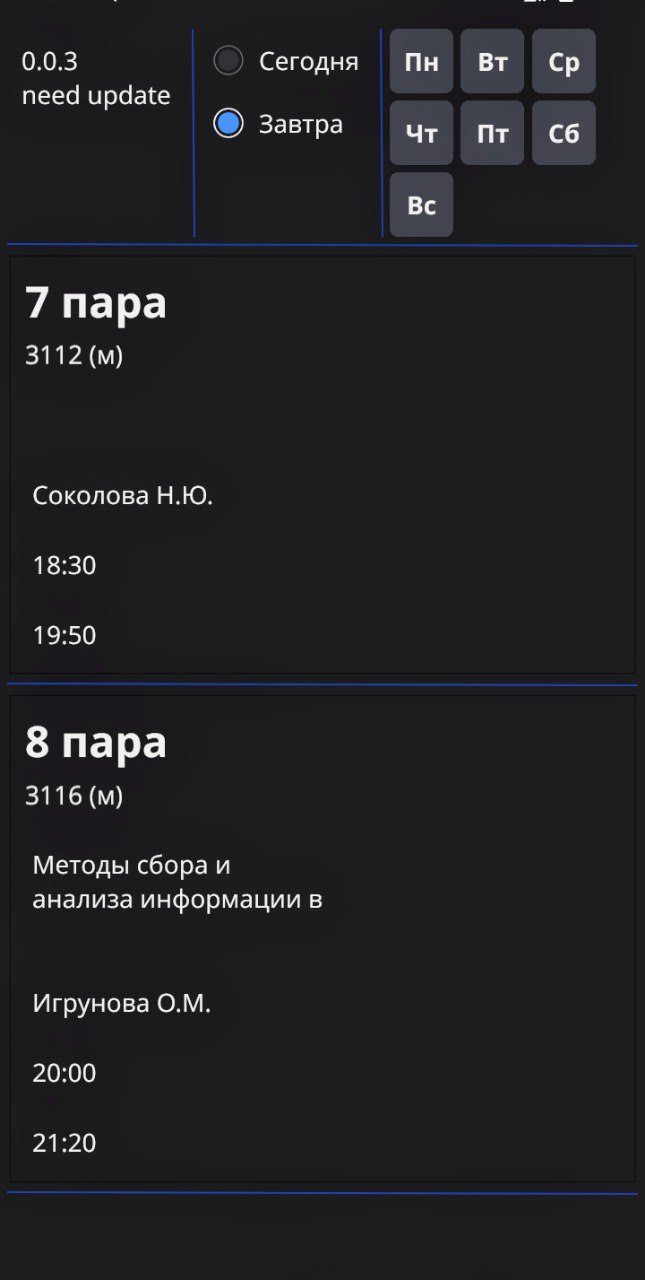 0.0.3
need update
Сегодня
Завтра
Пн Вт Ср
Чт Пт Сб
Вс
7 пара
3112 (м)
Соколова Н.Ю.
18:30
19:50
8 пара
3116 (м)
Методы сбора и
анализа информации в
Игрунова О.М.
20:00
21:20